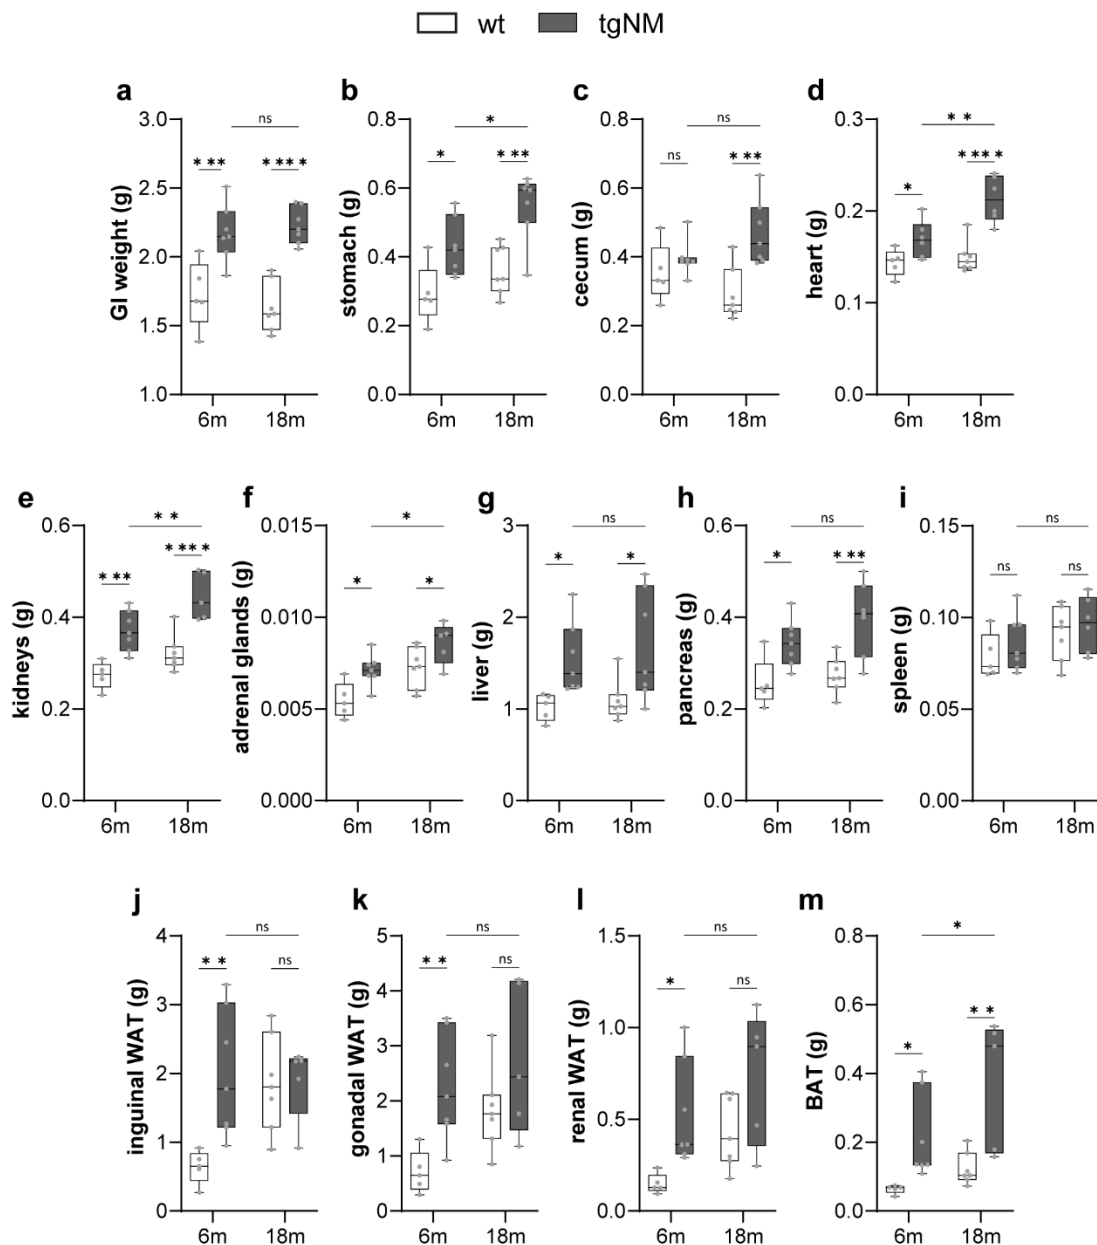 wt tgNM
a b c d
GI weight (g)
3.0
2.5
2.0
1.5
1.0
ns
* *** * ***
6m 18m
stomach (g)
0.8
0.6
0.4
0.2
0.0
*
* * ***
6m 18m
cecum (g)
0.8
0.6
0.4
0.2
0.0
ns
ns * ***
6m 18m
heart (g)
0.3
0.2
0.1
0.0
* *
* * *** *
6m 18m
e f g h i
kidneys (g)
0.6
0.4
0.2
0.0
* *
* *** * *** *
6m 18m
adrenal glands (g)
0.015
0.010
0.005
0.000
*
* *
6m 18m
liver (g)
3
2
1
0
ns
* *
6m 18m
pancreas (g)
0.6
0.4
0.2
0.0
ns
* * ***
6m 18m
spleen (g)
0.15
0.10
0.05
0.00
ns
ns ns
6m 18m
j k l m
inguinal WAT (g)
4
3
2
1
0
ns
* * ns
6m 18m
gonadal WAT (g)
5
4
3
2
1
0
ns
* * ns
6m 18m
renal WAT (g)
1.5
1.0
0.5
0.0
ns
* ns
6m 18m
BAT (g)
0.8
0.6
0.4
0.2
0.0
*
* * *
6m 18m